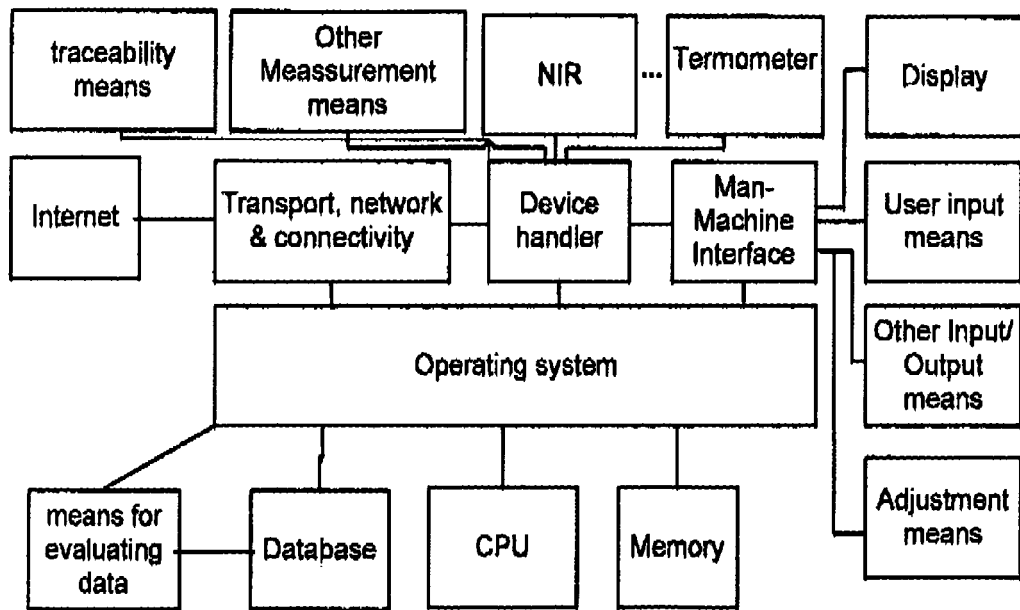 traceability
means
Other
Meassurement
means
NIR
...
Termometer
Display
Internet
Transport, network
& connectivity
Device
handler
Man-
Machine
Interface
User input
means
Operating system
Other Input/
Output
means
means for
evaluating
data
Database
CPU
Memory
Adjustment
means